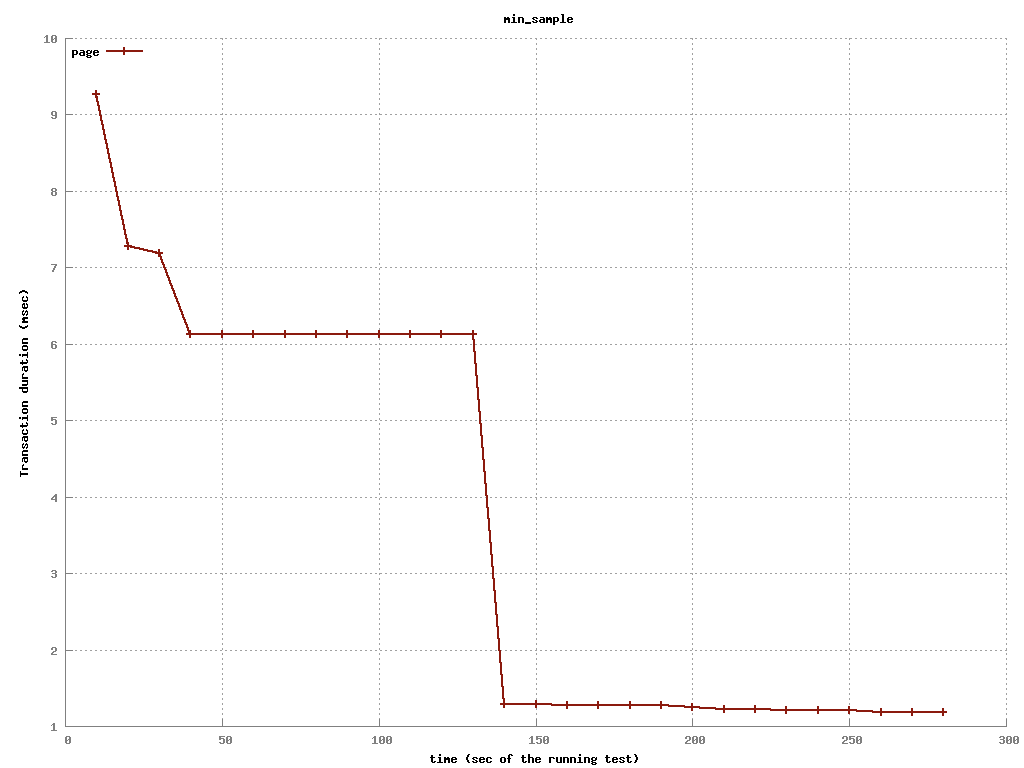 min_sample
page
10
9
8
7
6
5
4
3
2
1
Transaction duration (msec)
0 50 100 150 200 250 300
time (sec of the running test)